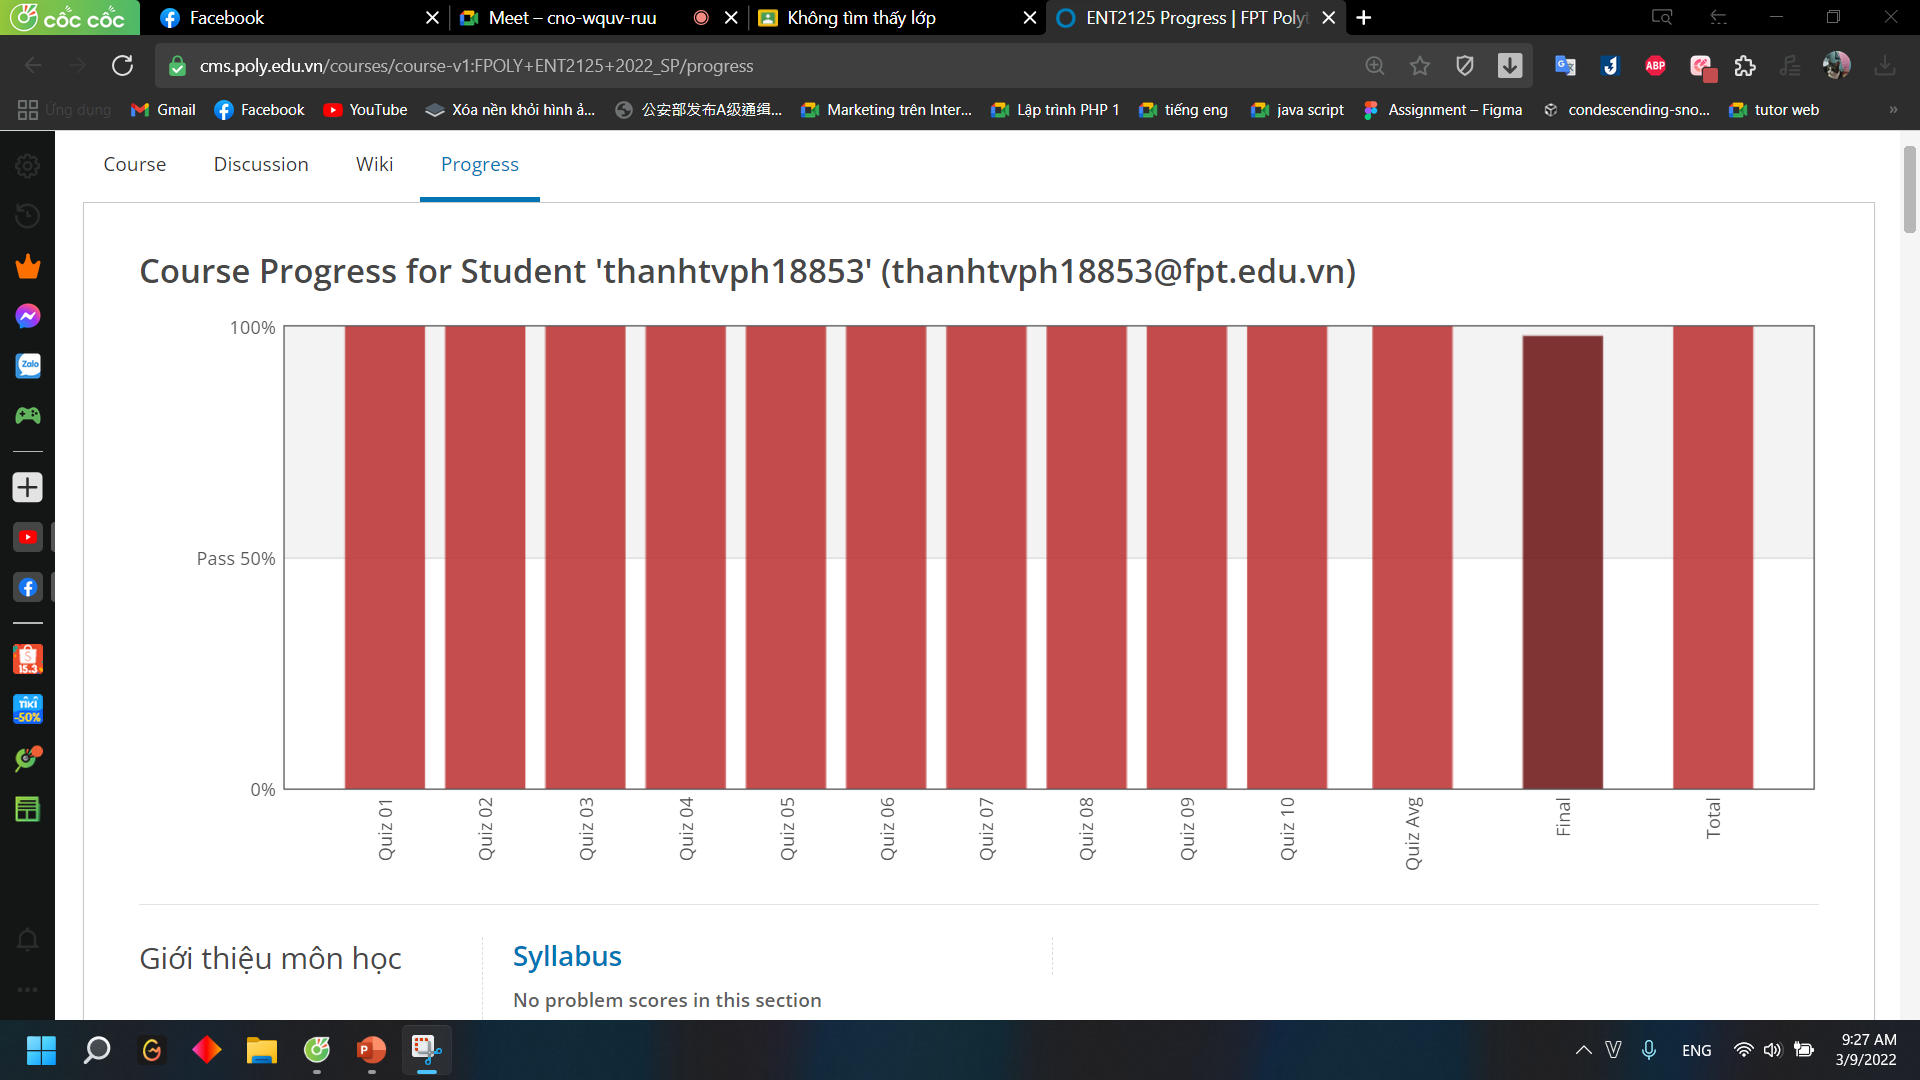 cốc cốc
Facebook
Meet – cno-wquv-ruu
Không tìm thấy lớp
ENT2125 Progress | FPT Polyt
cms.poly.edu.vn/courses/course-v1:FPOLY+ENT2125+2022_SP/progress
ABP
Ứng dụng
Gmail
Facebook
YouTube
Xóa nền khỏi hình ả...
公安部发布A级通缉...
Marketing trên Inter...
Lập trình PHP 1
tiếng eng
java script
Assignment – Figma
condescending-sno...
tutor web
Course
Discussion
Wiki
Progress
Zalo
15.3
TIKI
-50%
Course Progress for Student 'thanhtvph18853' (thanhtvph18853@fpt.edu.vn)
100%
Pass 50%
0%
Quiz 01
Quiz 02
Quiz 03
Quiz 04
Quiz 05
Quiz 06
Quiz 07
Quiz 08
Quiz 09
Quiz 10
Quiz Avg
Final
Total
Giới thiệu môn học
Syllabus
No problem scores in this section
ENG
9:27 AM
3/9/2022